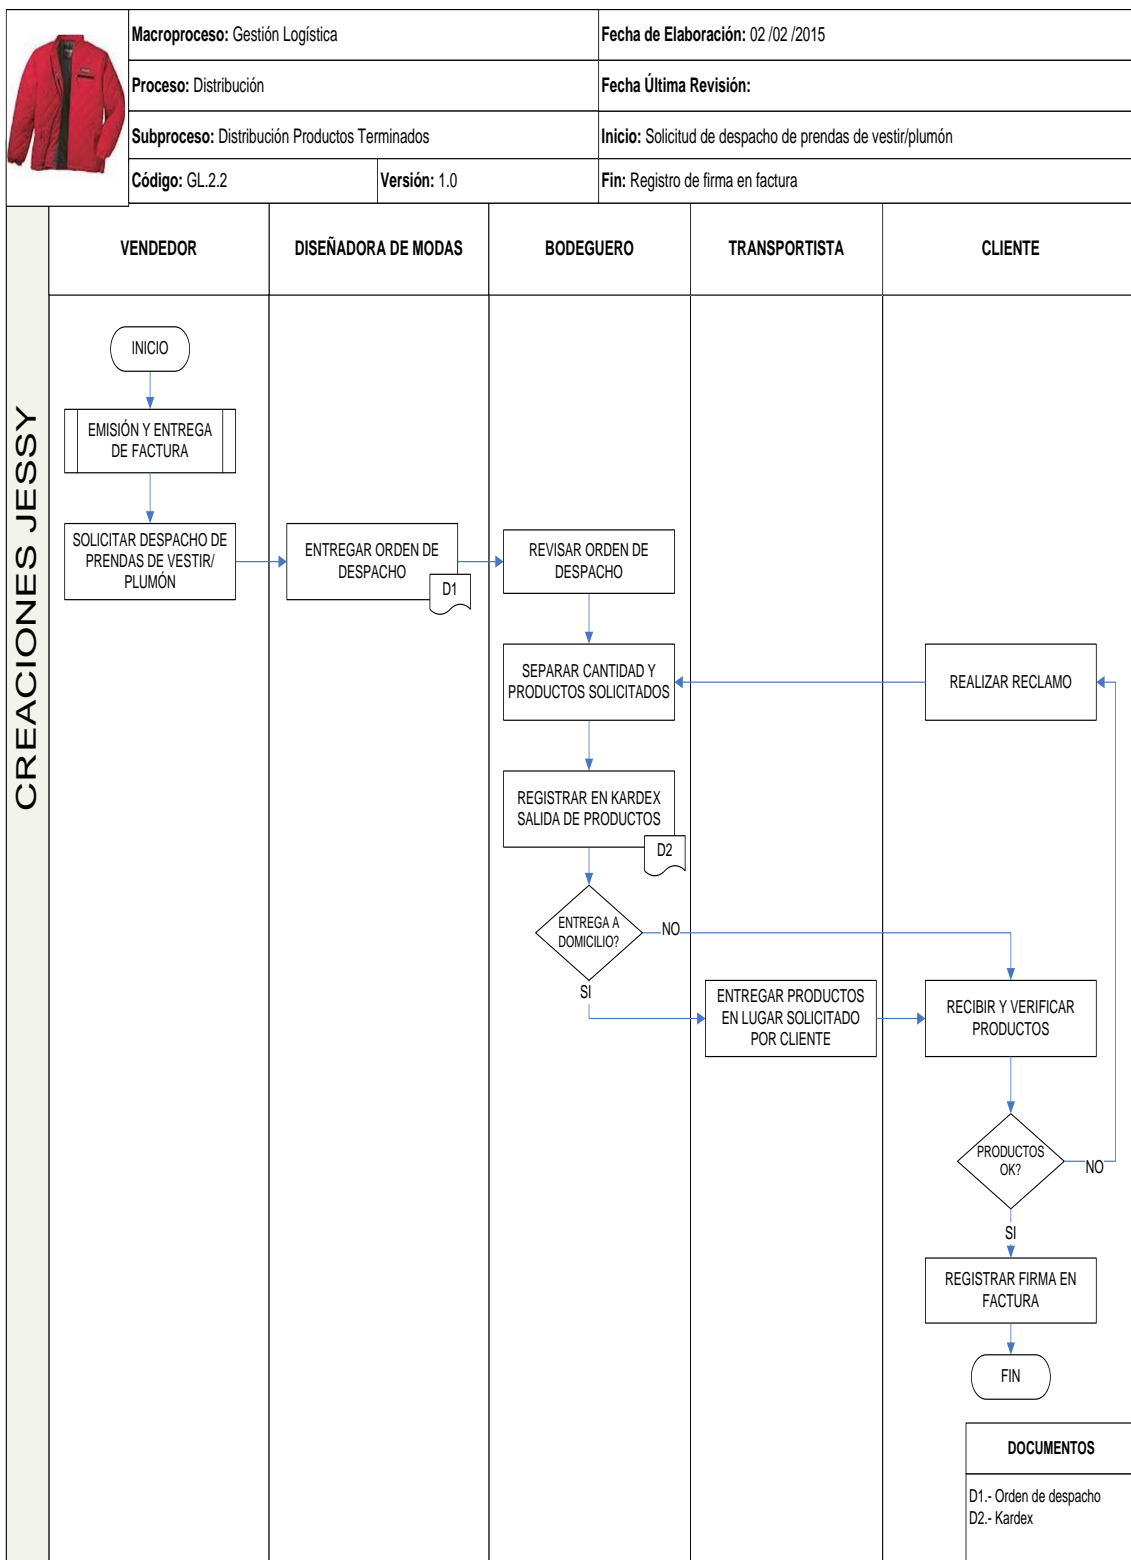 Macroproceso: Gestión Logística
Fecha de Elaboración: 02 /02 /2015
Proceso: Distribución
Fecha Última Revisión:
Subproceso: Distribución Productos Terminados
Inicio: Solicitud de despacho de prendas de vestir/plumón
Código: GL.2.2
Versión: 1.0
Fin: Registro de firma en factura
CREACIONES JESSY
VENDEDOR
DISEÑADORA DE MODAS
BODEGUERO
TRANSPORTISTA
CLIENTE
INICIO
EMISIÓN Y ENTREGA
DE FACTURA
SOLICITAR DESPACHO DE
PRENDAS DE VESTIR/
PLUMÓN
ENTREGAR ORDEN DE
DESPACHO
D1
REVISAR ORDEN DE
DESPACHO
SEPARAR CANTIDAD Y
PRODUCTOS SOLICITADOS
REALIZAR RECLAMO
REGISTRAR EN KARDEX
SALIDA DE PRODUCTOS
D2
ENTREGA A
DOMICILIO?
NO
SI
ENTREGAR PRODUCTOS
EN LUGAR SOLICITADO
POR CLIENTE
RECIBIR Y VERIFICAR
PRODUCTOS
PRODUCTOS
OK?
NO
SI
REGISTRAR FIRMA EN
FACTURA
FIN
DOCUMENTOS
D1.- Orden de despacho
D2.- Kardex